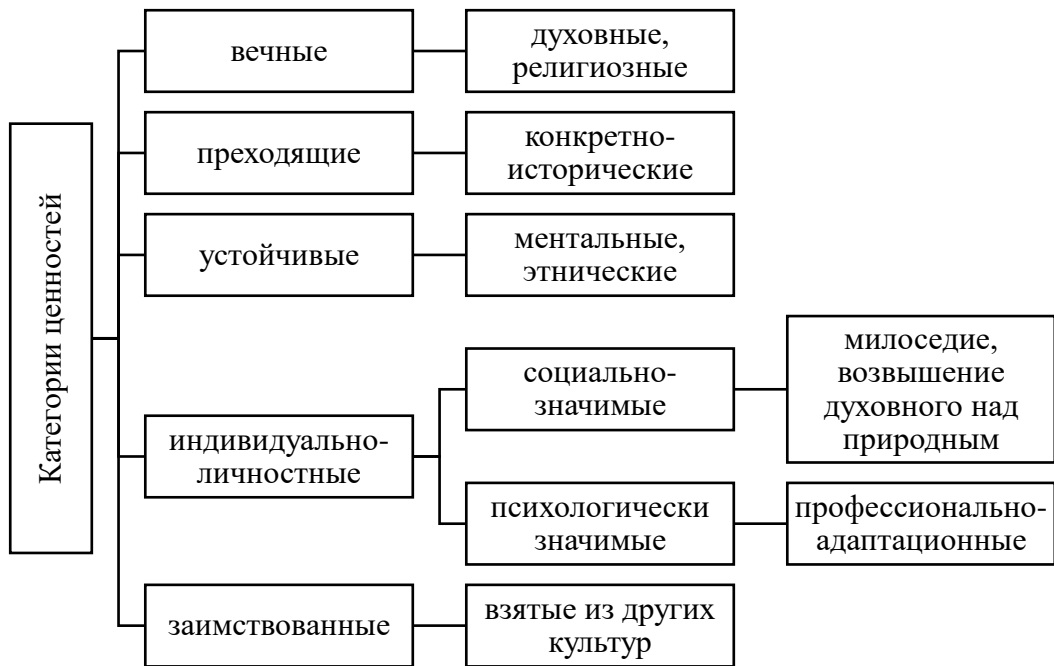 Категории ценностей
вечные
духовные,
религиозные
преходящие
конкретно-
исторические
устойчивые
ментальные,
этнические
индивидуально-
личностные
социально-
значимые
милоседие,
возвышение
духовного над
природным
психологически
значимые
профессионально-
адаптационные
заимствованные
взятые из других
культур